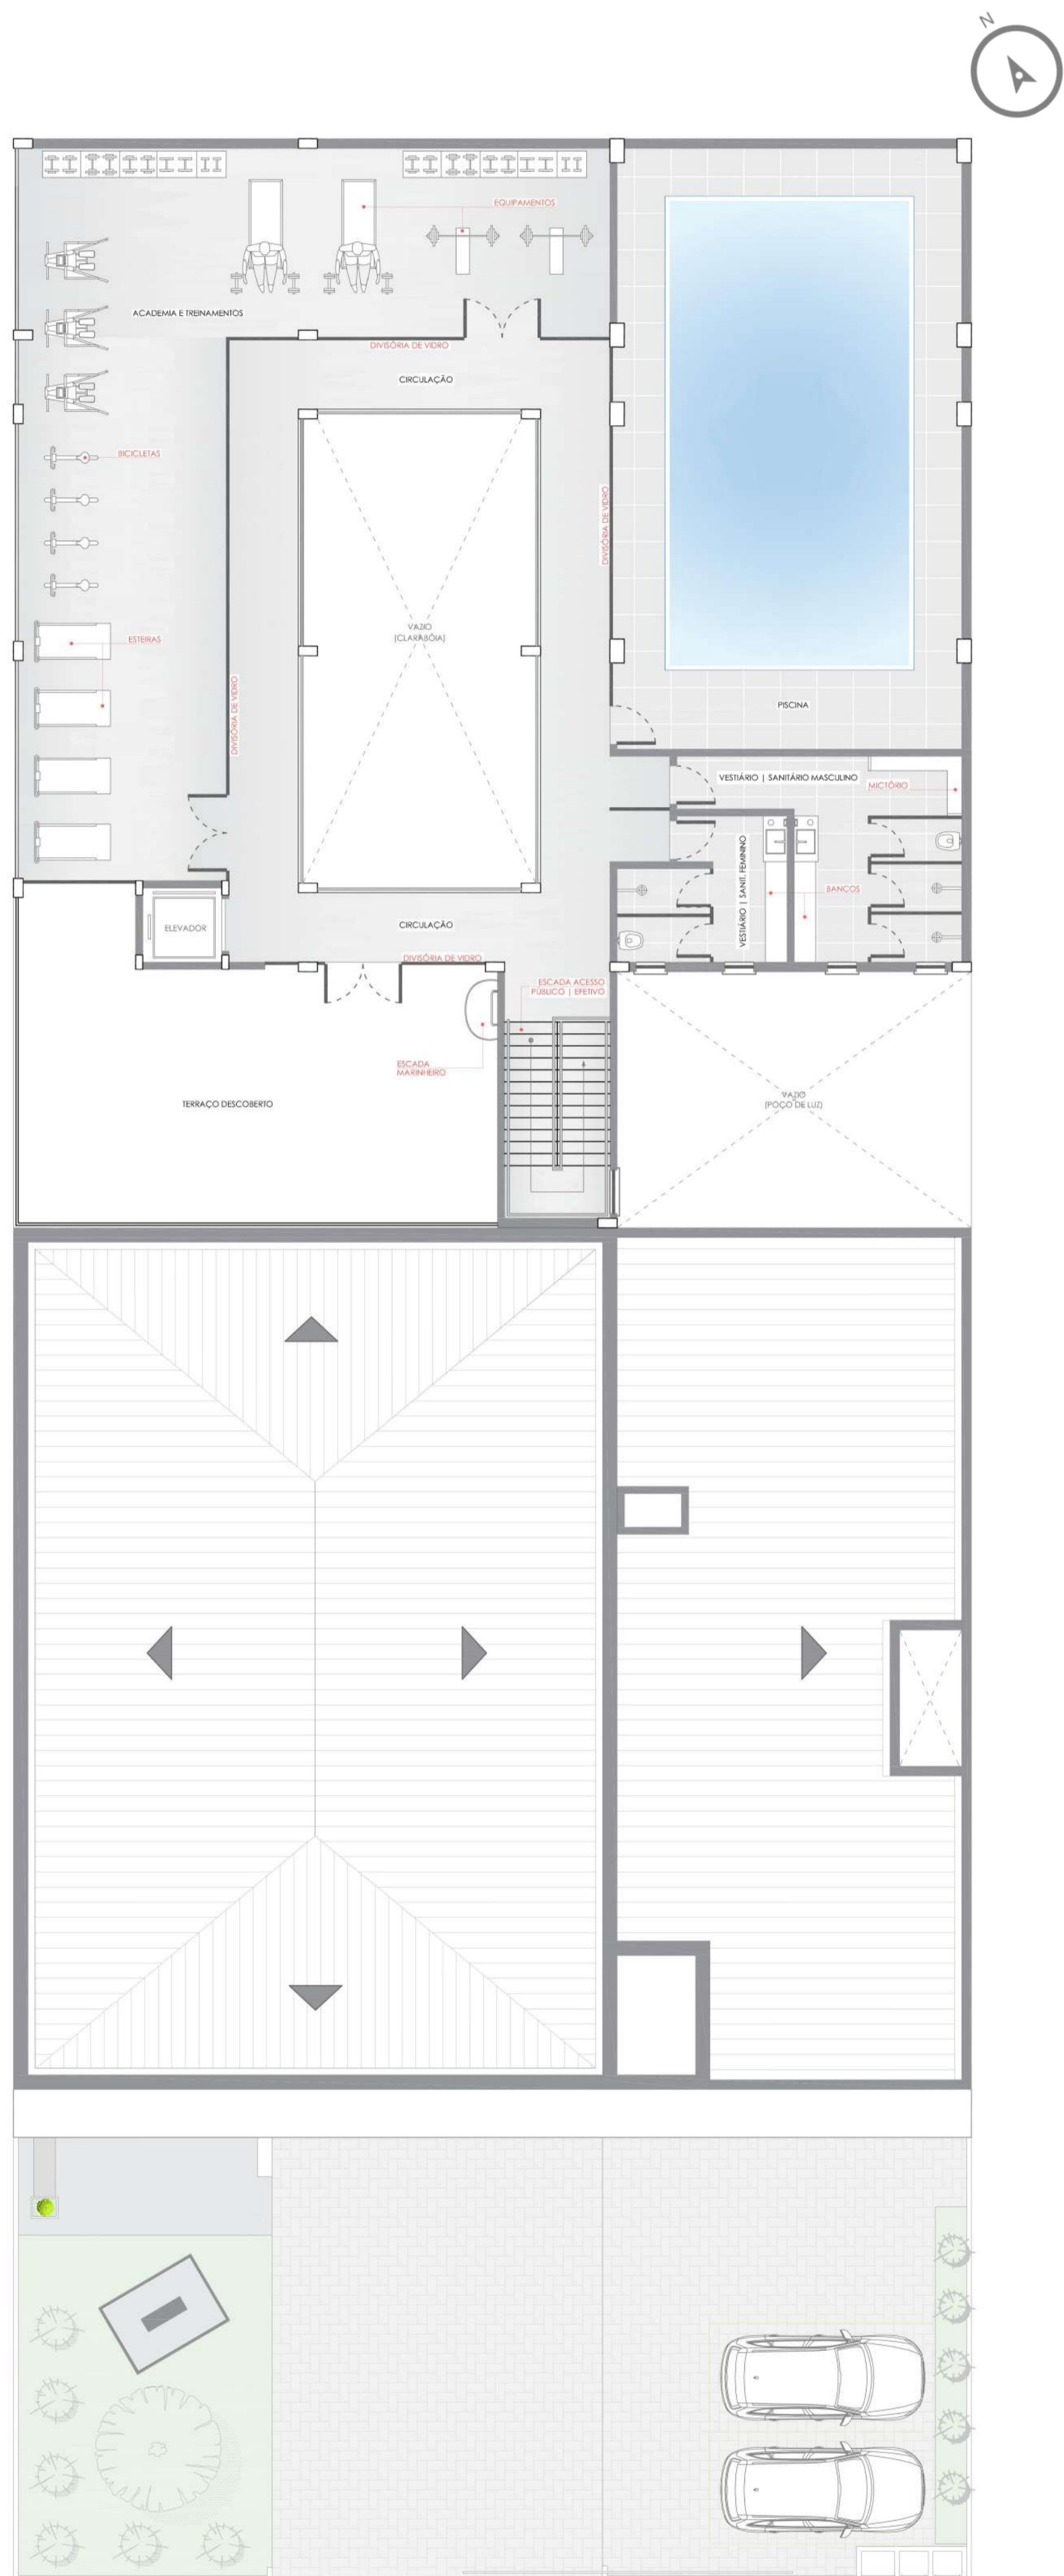 N
EQUIPAMENTOS
ACADEMIA E TREINAMENTOS
DIVISÓRIA DE VIDRO
CIRCULAÇÃO
BICICLETAS
DIVISÓRIA DE VIDRO
VAZIO
(CLARABÓIA)
ESTEIRAS
DIVISÓRIA DE VIDRO
PISCINA
VESTIÁRIO | SANITÁRIO MASCULINO
MICTÓRIO
VESTIÁRIO | SANIT. FEMININO
BANCOS
ELEVADOR
CIRCULAÇÃO
DIVISÓRIA DE VIDRO
ESCADA ACESSO
PÚBLICO | EFETIVO
ESCADA
MARINHEIRO
TERRAÇO DESCOBERTO
VAZIO
(POÇO DE LUZ)